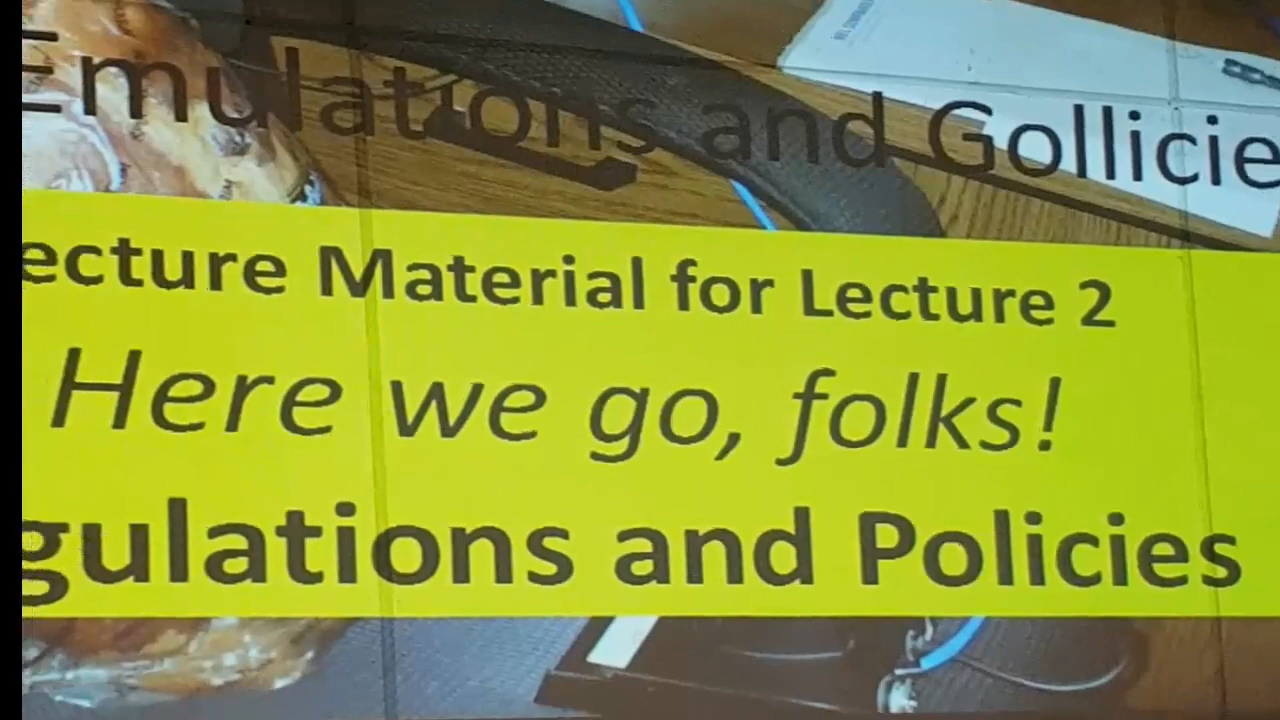 Emulations and Gollicie
ecture Material for Lecture 2
Here we go, folks!
gulations and Policies